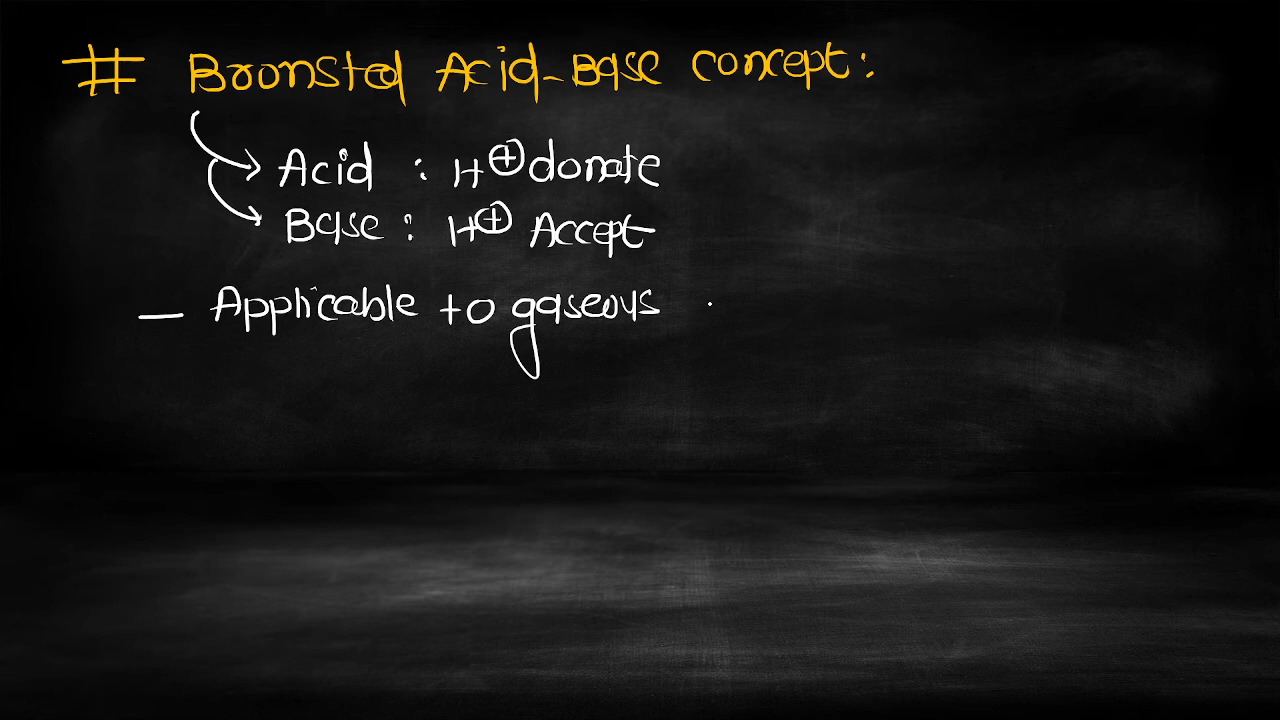 # Bronsted Acid-Base concept:
Acid : H⊕ donate
Base : H⊕ Accept
— Applicable to gaseous